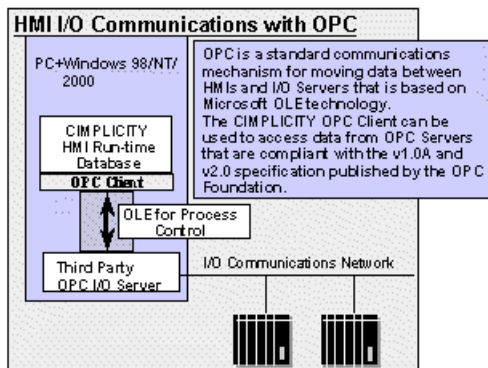 HMI I/O Communications with OPC
PC+Windows 98/NT/
2000
OPC is a standard communications
mechanism for moving data between
HMIs and I/O Servers that is based on
Microsoft OLE technology.
The CIMPLICITY OPC Client can be
used to access data from OPC Servers
that are compliant with the v1.0A and
v2.0 specification published by the OPC
Foundation.
CIMPLICITY
HMI Run-time
Database
OPC Client
OLE for Process
Control
Third Party
OPC I/O Server
I/O Communications Network